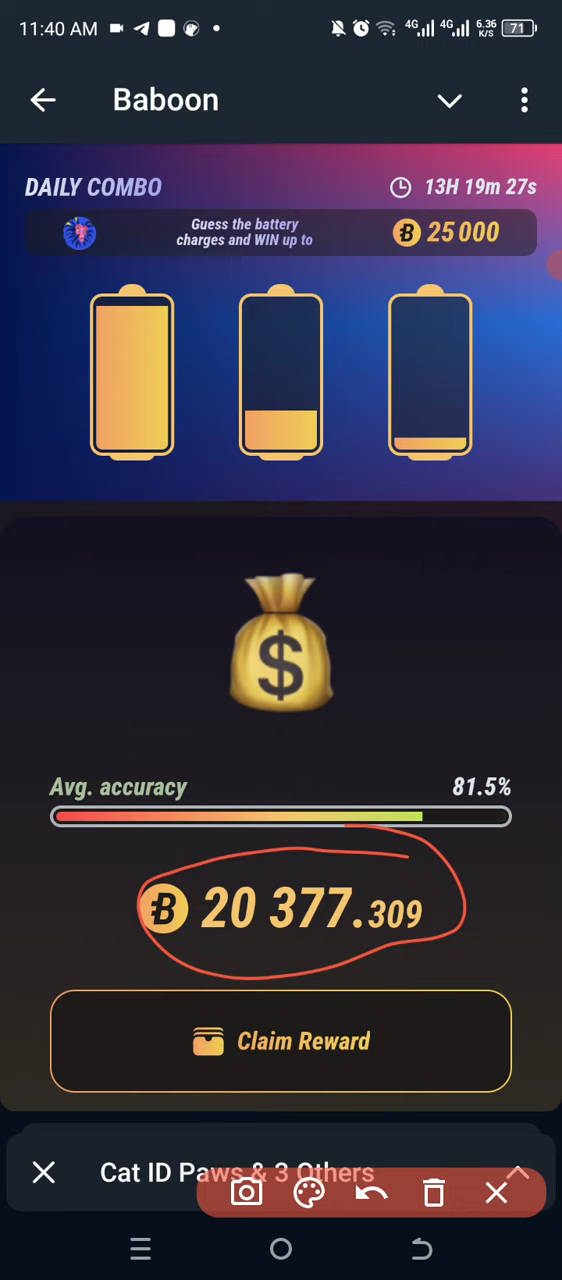 11:40 AM 4G 4G 6.36 K/S 71
Baboon
DAILY COMBO 13H 19m 27s
Guess the battery
charges and WIN up to
25 000
Avg. accuracy 81.5%
20 377.309
Claim Reward
Cat ID Paws & 3 Others